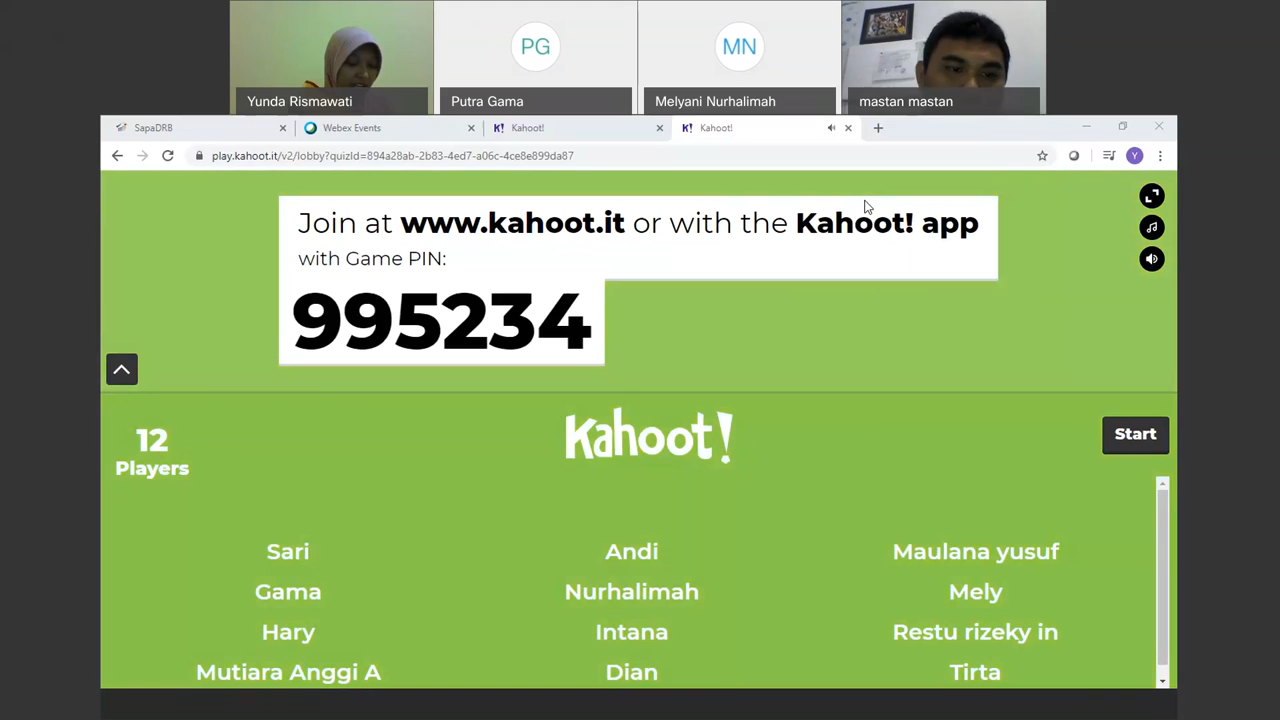 PG
MN
Yunda Rismawati
Putra Gama
Melyani Nurhalimah
mastan mastan
SapaDRB
Webex Events
K! Kahoot!
K! Kahoot!
play.kahoot.it/v2/lobby?quizId=894a28ab-2b83-4ed7-a06c-4ce8e899da87
Y
Join at www.kahoot.it or with the Kahoot! app
with Game PIN:
995234
12
Players
Kahoot!
Start
Sari
Andi
Maulana yusuf
Gama
Nurhalimah
Mely
Hary
Intana
Restu rizeky in
Mutiara Anggi A
Dian
Tirta